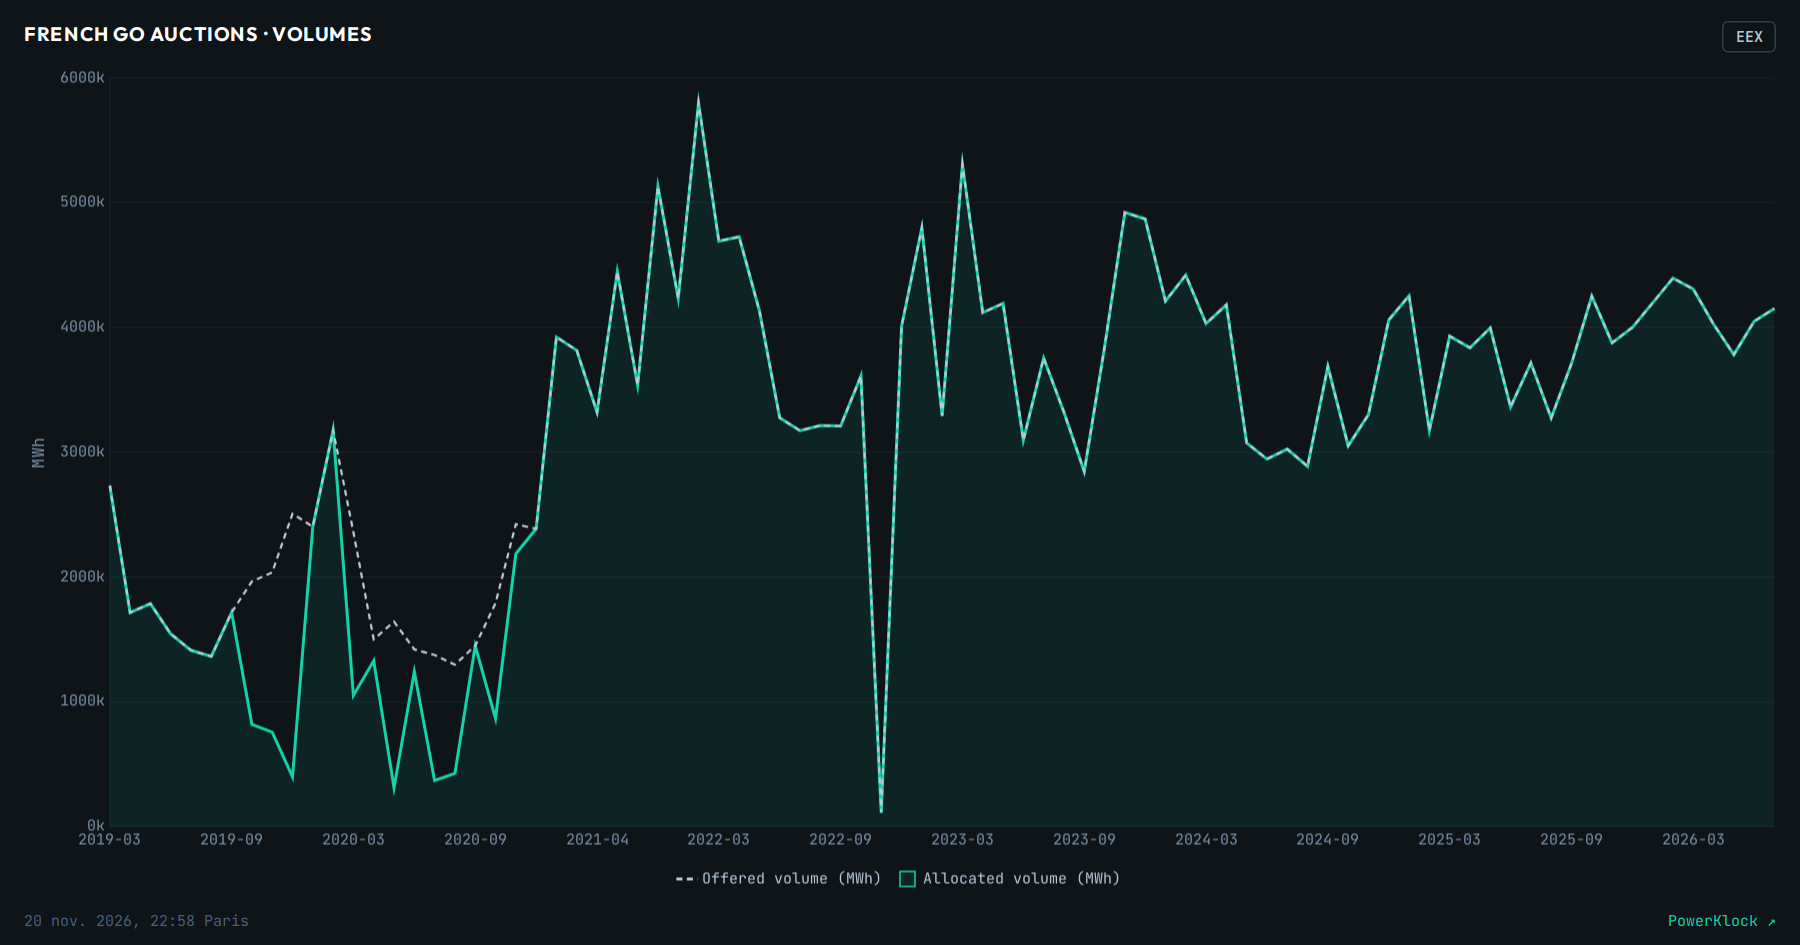 FRENCH GO AUCTIONS · VOLUMES
EEX
6000k
5000k
4000k
3000k
2000k
1000k
0k
MWh
2019-03 2019-09 2020-03 2020-09 2021-04 2022-03 2022-09 2023-03 2023-09 2024-03 2024-09 2025-03 2025-09 2026-03
Offered volume (MWh) Allocated volume (MWh)
20 nov. 2026, 22:58 Paris
PowerKlock ↗